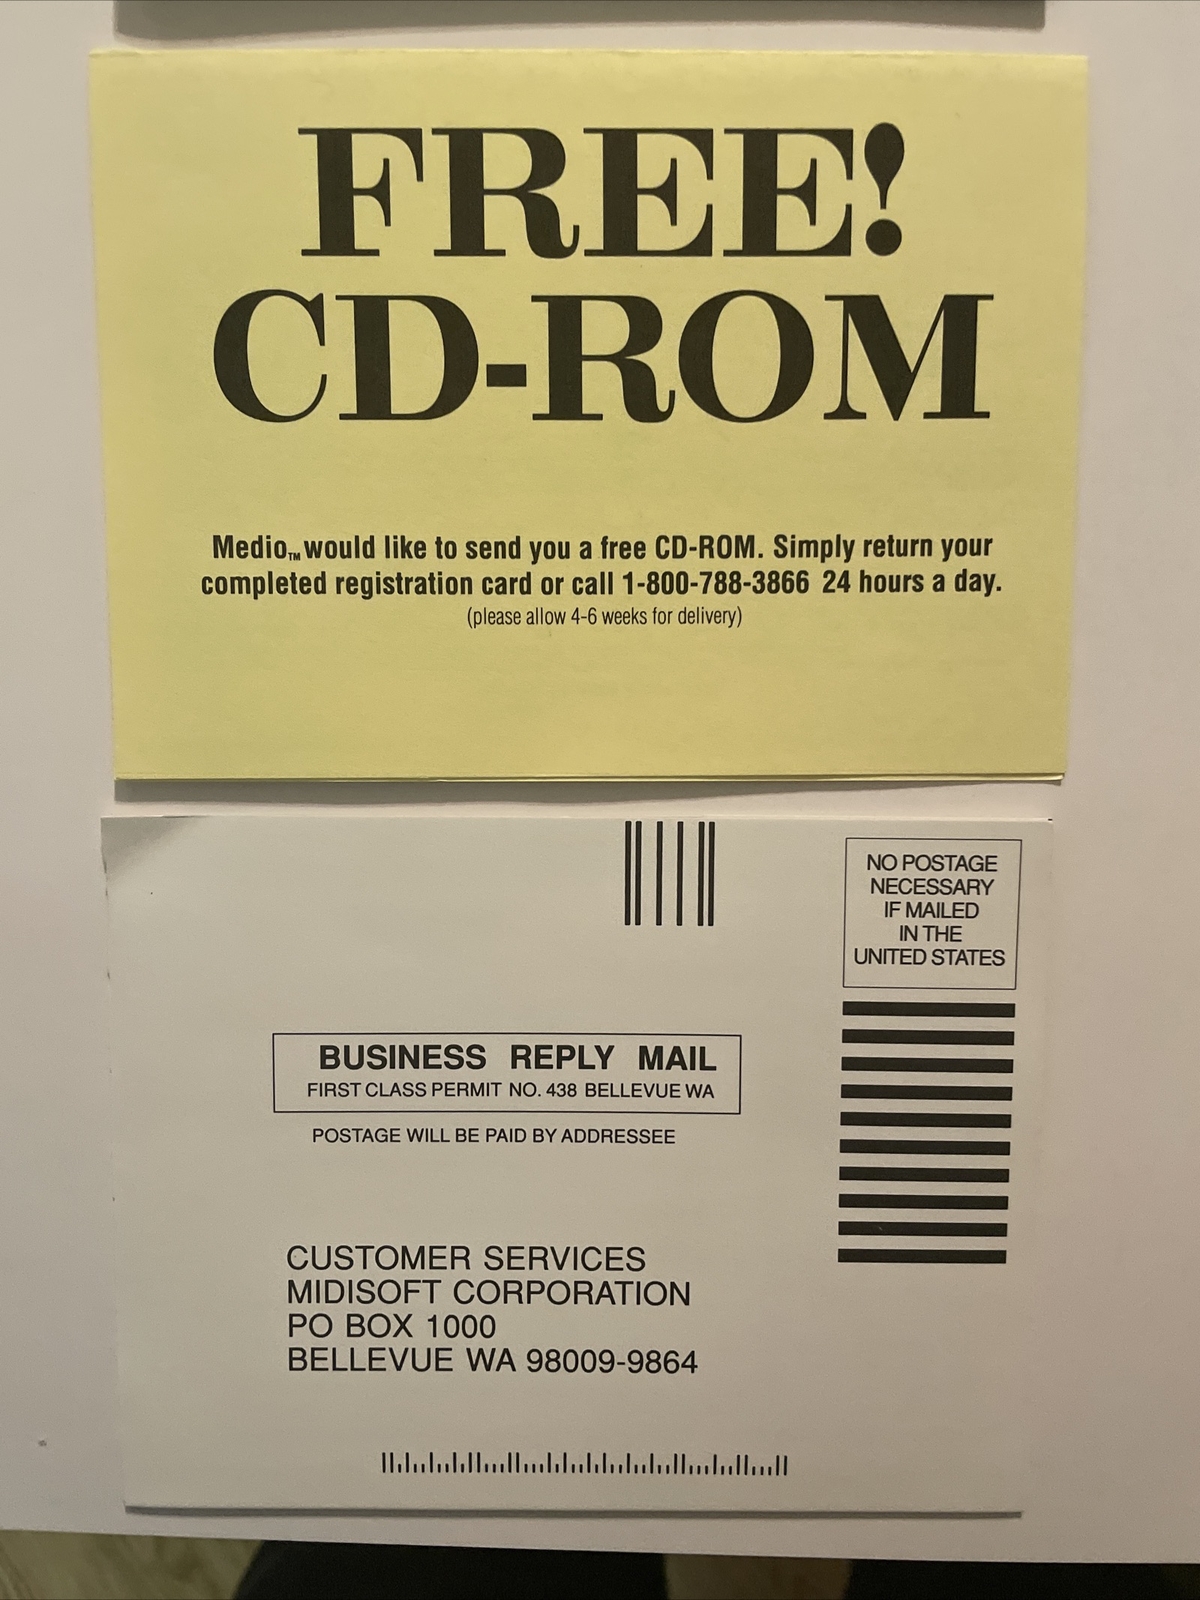 FREE!
CD-ROM
Medio™ would like to send you a free CD-ROM. Simply return your
completed registration card or call 1-800-788-3866 24 hours a day.
(please allow 4-6 weeks for delivery)
NO POSTAGE
NECESSARY
IF MAILED
IN THE
UNITED STATES
BUSINESS REPLY MAIL
FIRST CLASS PERMIT NO. 438 BELLEVUE WA
POSTAGE WILL BE PAID BY ADDRESSEE
CUSTOMER SERVICES
MIDISOFT CORPORATION
PO BOX 1000
BELLEVUE WA 98009-9864